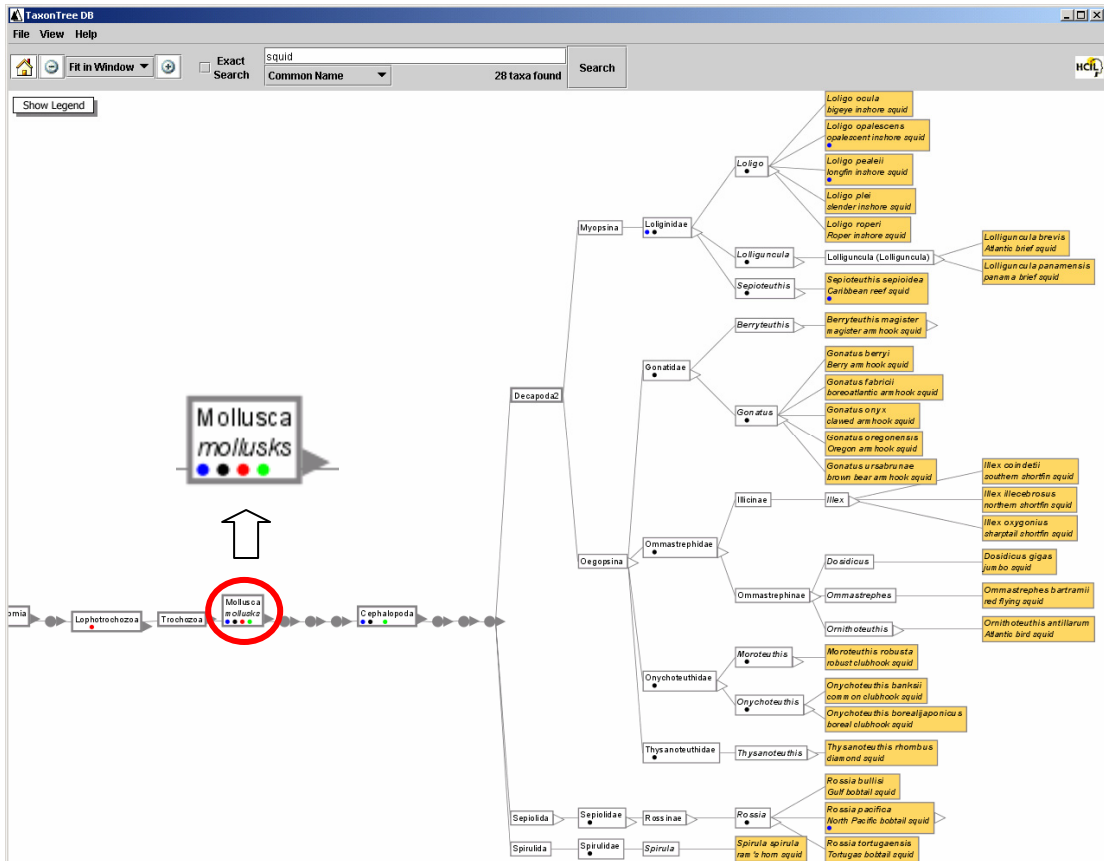 TaxonTree DB
File View Help
Fit in Window
Exact
Search
squid
Common Name
28 taxa found
Search
HCIL
Show Legend
Loligo ocula
bigeye inshore squid
Loligo opalescens
opalescent inshore squid
Loligo
Loligo pealeii
longfin inshore squid
Loligo plei
slender inshore squid
Loligo roperi
Roper inshore squid
Myopsina
Loliginidae
Lolliguncula
Lolliguncula (Lolliguncula)
Lolliguncula brevis
Atlantic brief squid
Lolliguncula panamensis
panama brief squid
Sepioteuthis
Sepioteuthis sepioidea
Caribbean reef squid
Berryteuthis
Berryteuthis magister
magister arm hook squid
Gonatidae
Gonatus berryi
Berry arm hook squid
Gonatus fabricii
boreoatlantic arm hook squid
Decapoda2
Gonatus
Gonatus onyx
clawed arm hook squid
Gonatus oregonensis
Oregon arm hook squid
Gonatus ursabrunae
brown bear arm hook squid
Mollusca
mollusks
Illex coindetii
southern shortfin squid
Illicinae
Illex
Illex illecebrosus
northern shortfin squid
Illex oxygonius
sharptail shortfin squid
Ommastrephidae
Oegopsina
Dosidicus
Dosidicus gigas
jumbo squid
Ommastrephinae
Ommastrephes
Ommastrephes bartramii
red flying squid
Ornithoteuthis
Ornithoteuthis antillarum
Atlantic bird squid
omia
Lophotrochozoa
Trochozoa
Mollusca
mollusks
Cephalopoda
Moroteuthis
Moroteuthis robusta
robust clubhook squid
Onychoteuthidae
Onychoteuthis
Onychoteuthis banksii
common clubhook squid
Onychoteuthis borealijaponicus
boreal clubhook squid
Thysanoteuthidae
Thysanoteuthis
Thysanoteuthis rhombus
diamond squid
Rossia bullisi
Gulf bobtail squid
Sepiolida
Sepiolidae
Rossinae
Rossia
Rossia pacifica
North Pacific bobtail squid
Rossia tortugaensis
Tortugas bobtail squid
Spirulida
Spirulidae
Spirula
Spirula spirula
ram's horn squid